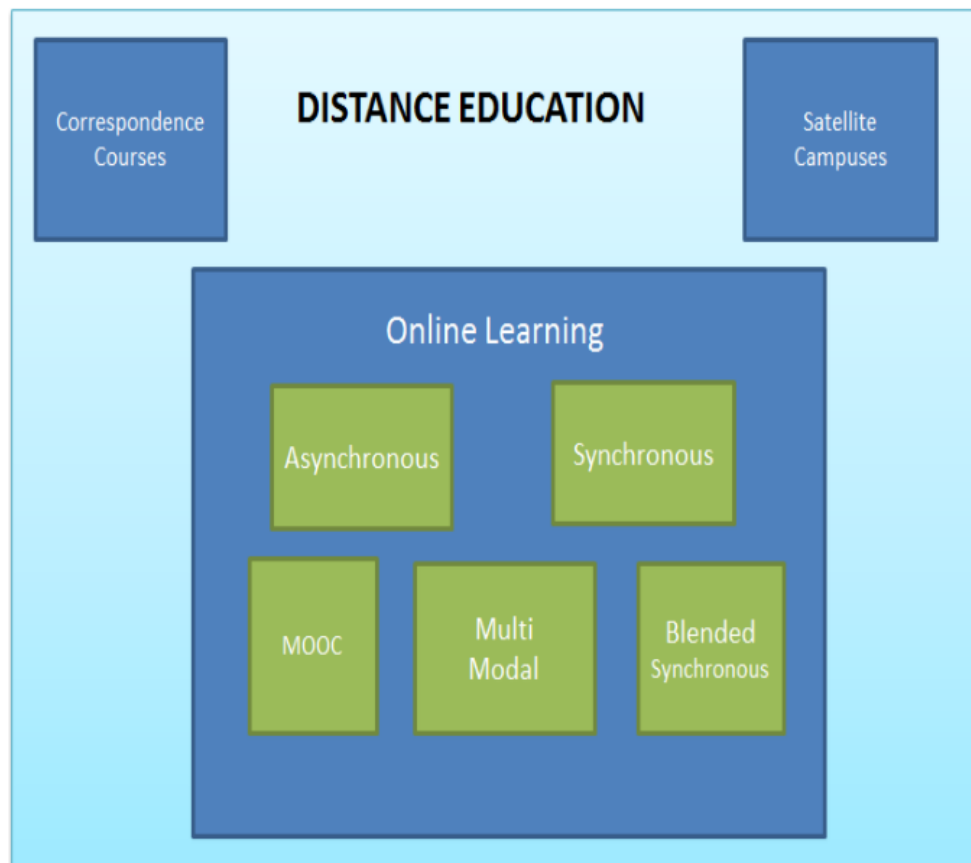 Correspondence
Courses
DISTANCE EDUCATION
Satellite
Campuses
Online Learning
Asynchronous
Synchronous
MOOC
Multi
Modal
Blended
Synchronous